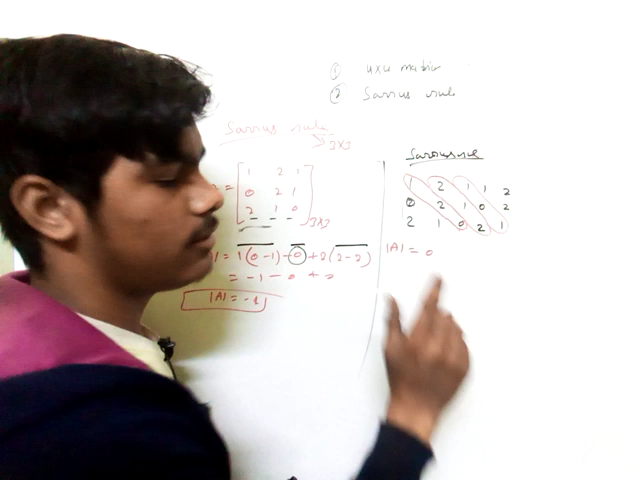 ① 4x4 matrix
② Sarrus rule
Sarrus rule
3x3
= [ 1 2 1
0 2 1
2 1 0 ] 3x3
= 1(0-1) - 0 + 2(2-2)
= -1 - 0 + 0
|A| = -1
Sarrus rule
1 2 1 1 2
0 2 1 0 2
2 1 0 2 1
|A| = 0